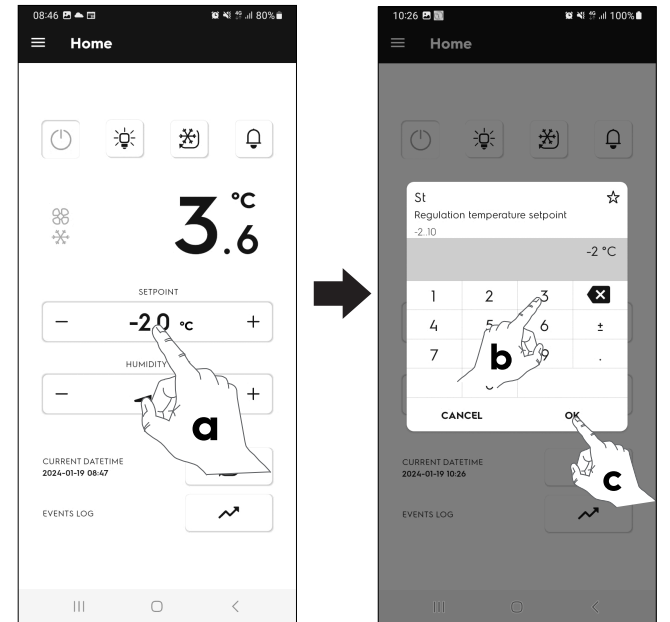 08:46 4G 80%
Home
3.6 °C
SETPOINT
-2.0 °C
− +
HUMIDITY
− +
CURRENT DATETIME
2024-01-19 08:47
EVENTS LOG
a
10:26 4G 100%
Home
St
Regulation temperature setpoint
-2..10
-2 °C
1 2 3
4 5 6 ±
7 9 .
CANCEL OK
CURRENT DATETIME
2024-01-19 10:26
EVENTS LOG
b
c